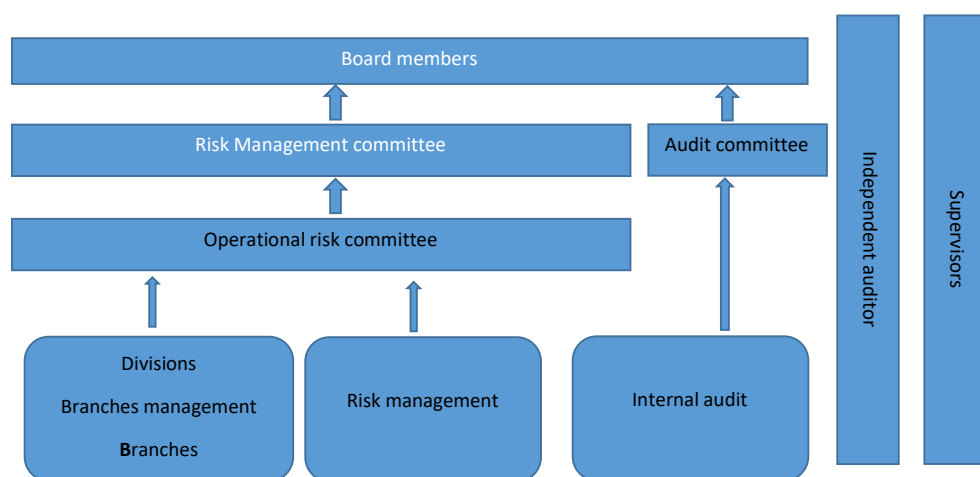 Board members
Risk Management committee
Audit committee
Operational risk committee
Divisions
Branches management
Branches
Risk management
Internal audit
Independent auditor
Supervisors